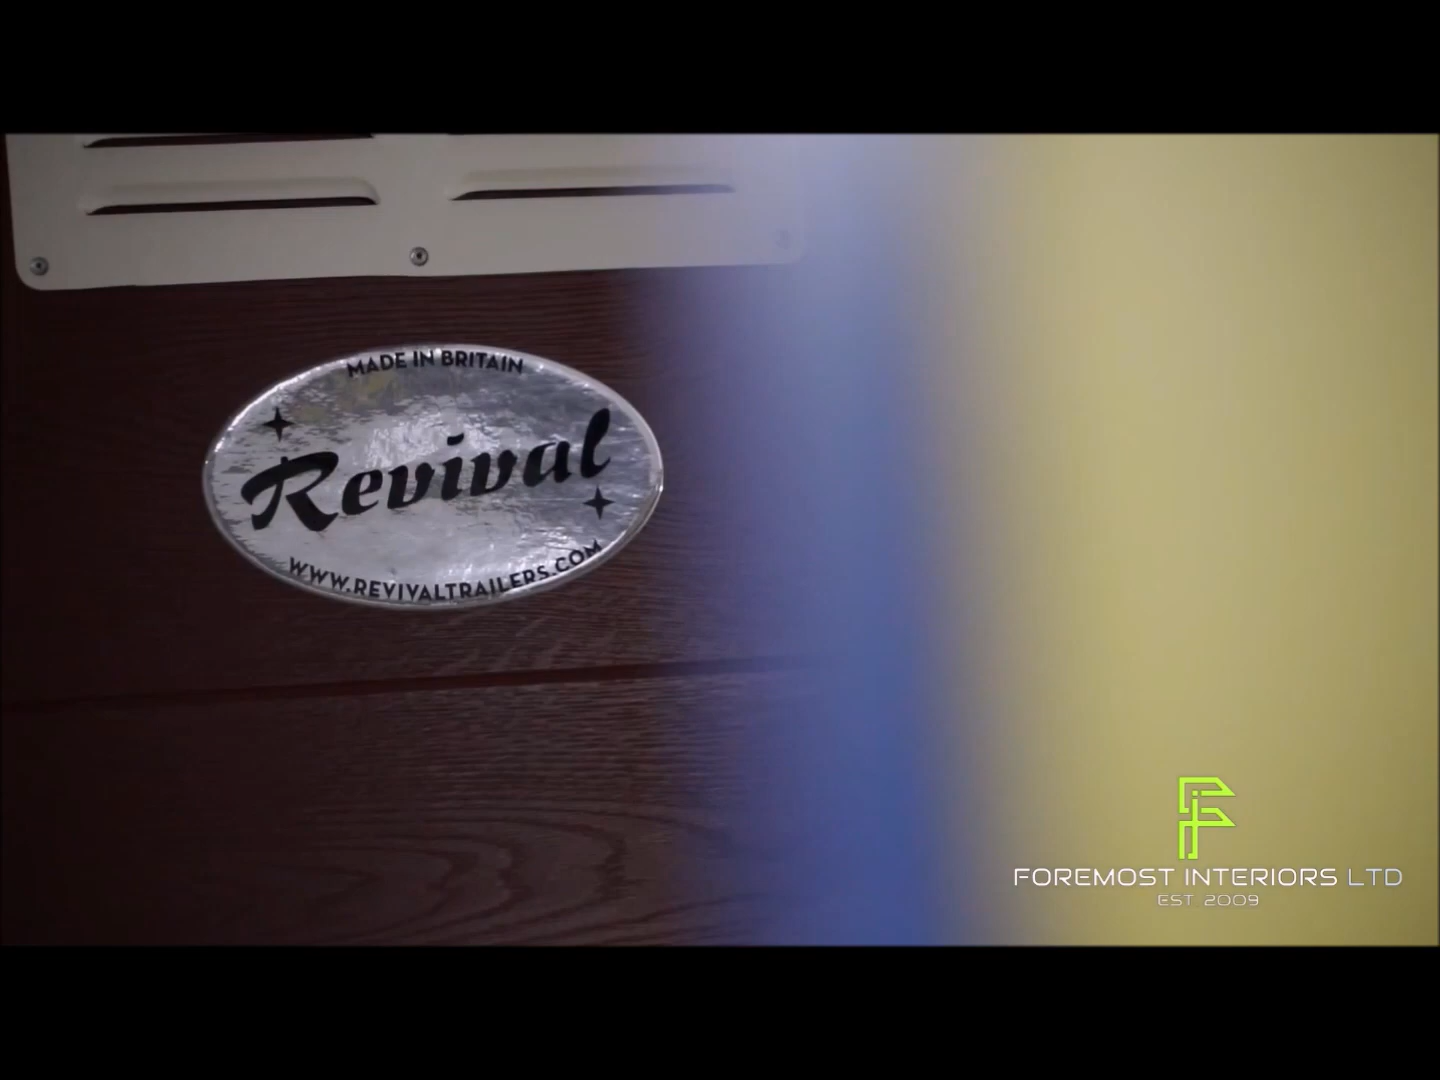 MADE IN BRITAIN
Revival
WWW.REVIVALTRAILERS.COM
FOREMOST INTERIORS LTD
EST. 2009